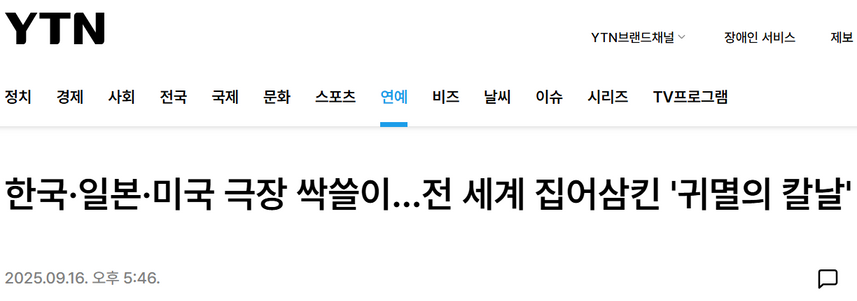 YTN
YTN브랜드채널 장애인 서비스 제보
정치 경제 사회 전국 국제 문화 스포츠 연예 비즈 날씨 이슈 시리즈 TV프로그램
한국·일본·미국 극장 싹쓸이...전 세계 집어삼킨 '귀멸의 칼날'
2025.09.16. 오후 5:46.